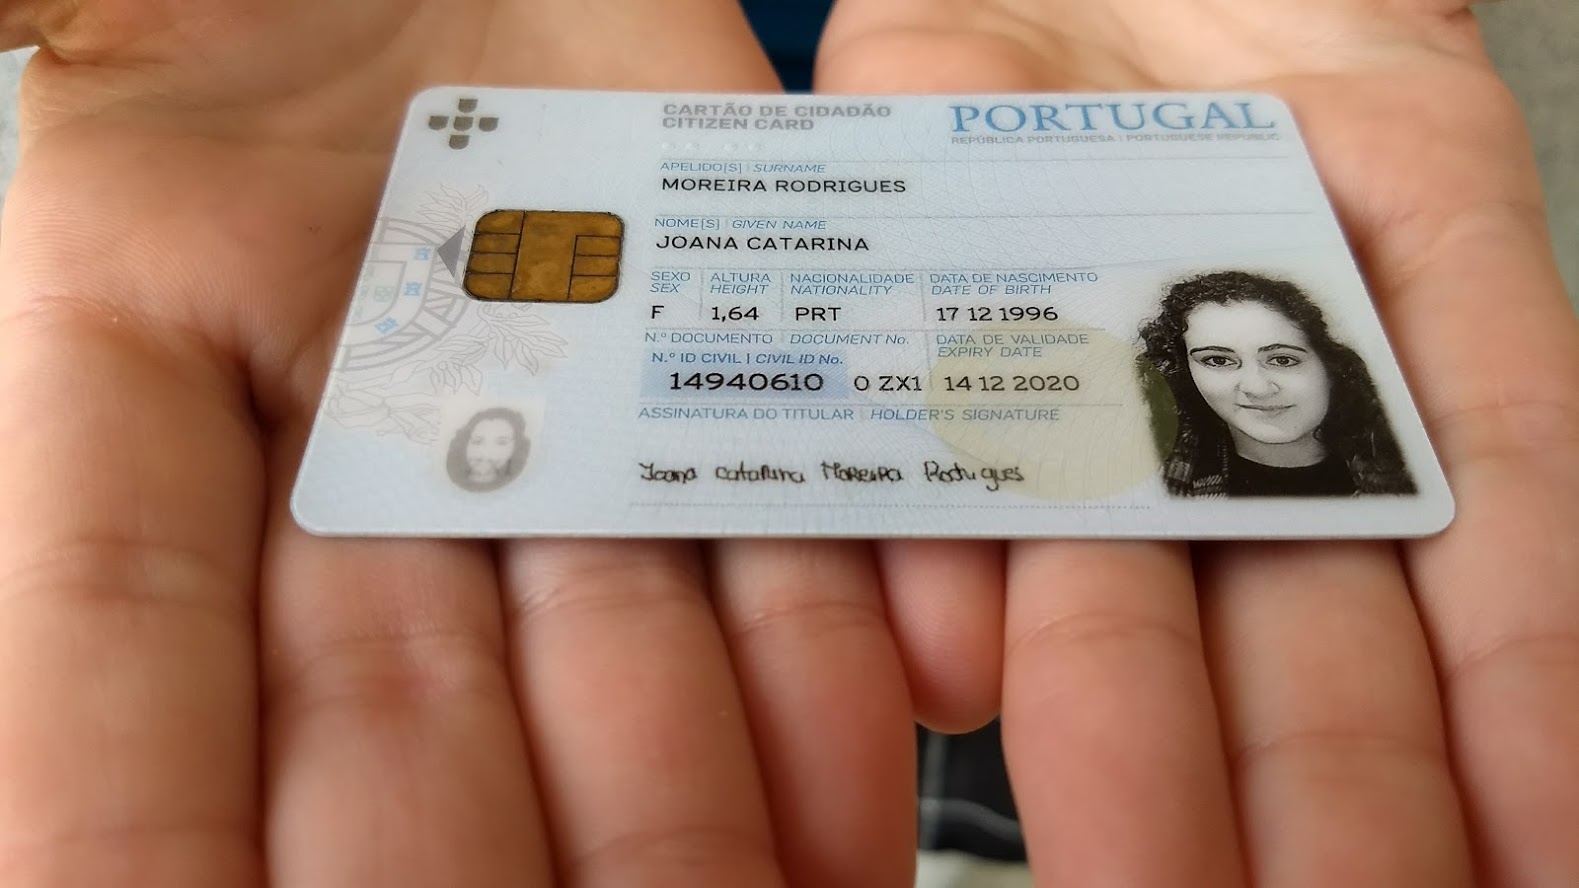 CARTÃO DE CIDADÃO
CITIZEN CARD
PORTUGAL
REPÚBLICA PORTUGUESA | PORTUGUESE REPUBLIC
APELIDO[S] | SURNAME
MOREIRA RODRIGUES
NOME[S] | GIVEN NAME
JOANA CATARINA
SEXO ALTURA NACIONALIDADE DATA DE NASCIMENTO
SEX HEIGHT NATIONALITY DATE OF BIRTH
F 1,64 PRT 17 12 1996
N.º DOCUMENTO | DOCUMENT No. DATA DE VALIDADE
N.º ID CIVIL | CIVIL ID No. EXPIRY DATE
14940610 0 ZX1 14 12 2020
ASSINATURA DO TITULAR | HOLDER'S SIGNATURE
Joana Catarina Moreira Rodrigues